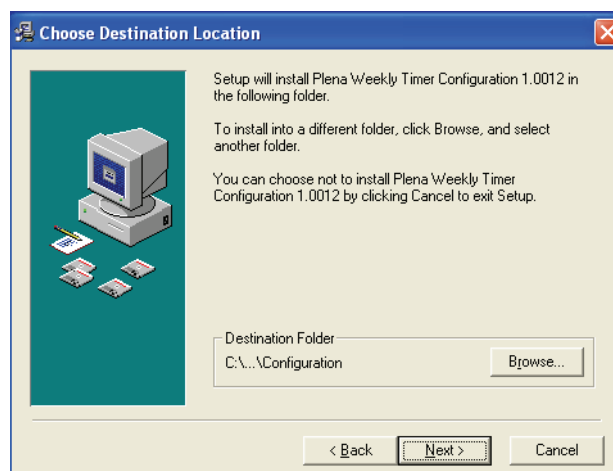 Choose Destination Location
Setup will install Plena Weekly Timer Configuration 1.0012 in
the following folder.
To install into a different folder, click Browse, and select
another folder.
You can choose not to install Plena Weekly Timer
Configuration 1.0012 by clicking Cancel to exit Setup.
Destination Folder
C:\...\Configuration
Browse...
< Back
Next >
Cancel